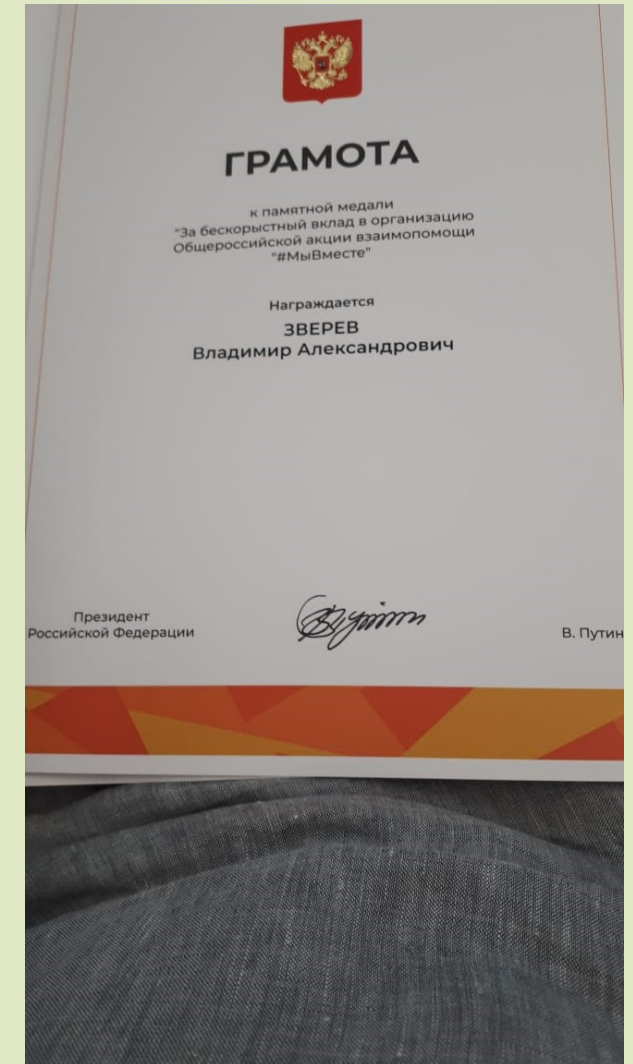 ГРАМОТА
к памятной медали
"За бескорыстный вклад в организацию
Общероссийской акции взаимопомощи
"#МыВместе"
Награждается
ЗВЕРЕВ
Владимир Александрович
Президент
Российской Федерации
В. Путин